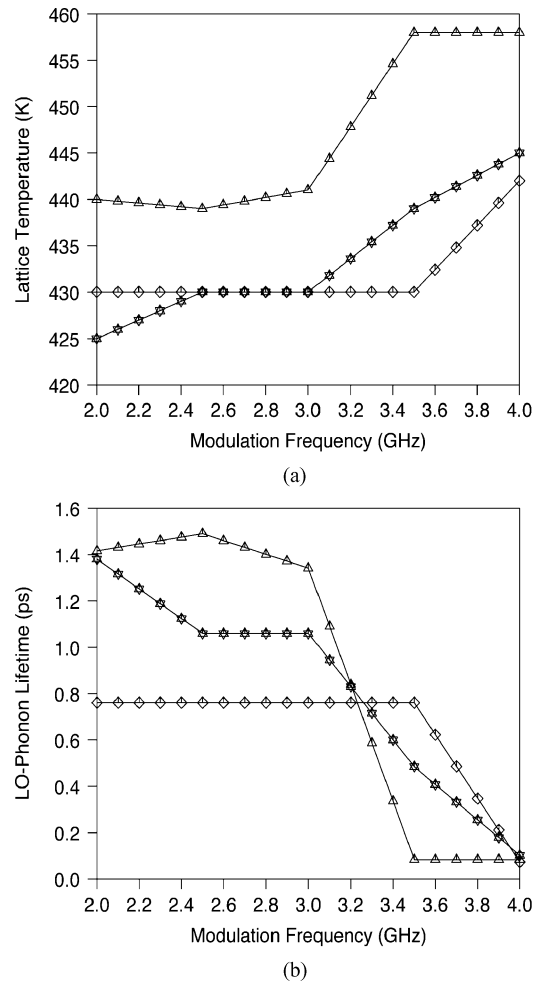 460
455
450
445
440
435
430
425
420
Lattice Temperature (K)
2.0 2.2 2.4 2.6 2.8 3.0 3.2 3.4 3.6 3.8 4.0
Modulation Frequency (GHz)
(a)
1.6
1.4
1.2
1.0
0.8
0.6
0.4
0.2
0.0
LO-Phonon Lifetime (ps)
2.0 2.2 2.4 2.6 2.8 3.0 3.2 3.4 3.6 3.8 4.0
Modulation Frequency (GHz)
(b)